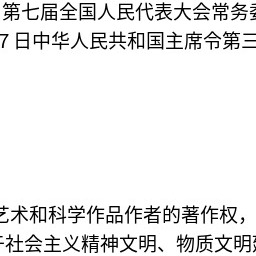 第七届全国人民代表大会常务
7日中华人民共和国主席令第三
艺术和科学作品作者的著作权，
于社会主义精神文明、物质文明